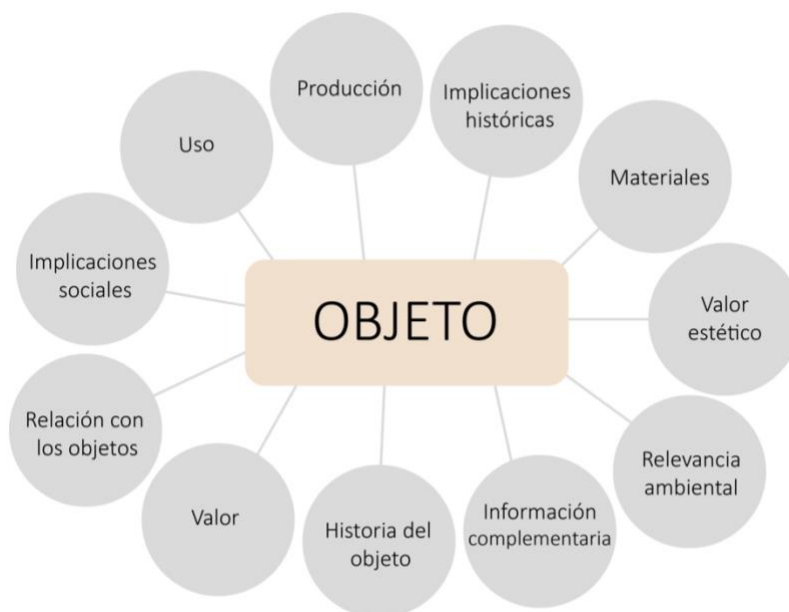 Producción
Implicaciones
históricas
Uso
Materiales
Implicaciones
sociales
OBJETO
Valor
estético
Relación con
los objetos
Relevancia
ambiental
Valor
Historia del
objeto
Información
complementaria